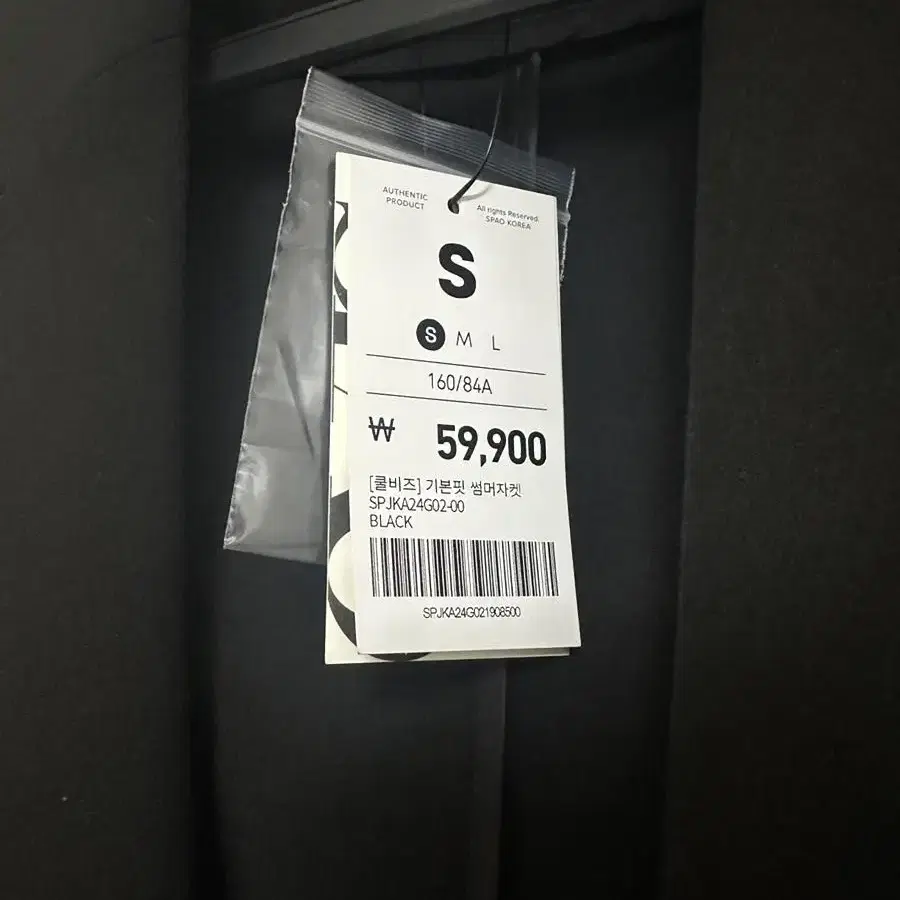 AUTHENTIC
PRODUCT
All rights Reserved.
SPAO KOREA
S
S M L
160/84A
₩ 59,900
[쿨비즈] 기본핏 썸머자켓
SPJKA24G02-00
BLACK
SPJKA24G021908500